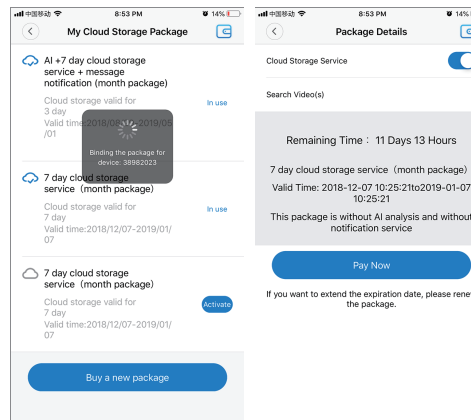 中国移动
8:53 PM
14%
My Cloud Storage Package
AI +7 day cloud storage
service + message
notification (month package)
Cloud storage valid for
3 day
In use
Valid time:2018/08/
2019/05
/01
Binding the package for
device: 38982023
7 day cloud storage
service（month package）
Cloud storage valid for
7 day
In use
Valid time:2018/12/07-2019/01/
07
7 day cloud storage
service（month package）
Cloud storage valid for
7 day
Activate
Valid time:2018/12/07-2019/01/
07
Buy a new package
中国移动
8:53 PM
14%
Package Details
Cloud Storage Service
Search Video(s)
Remaining Time： 11 Days 13 Hours
7 day cloud storage service（month package）
Valid Time: 2018-12-07 10:25:21to2019-01-07
10:25:21
This package is without AI analysis and without
notification service
Pay Now
If you want to extend the expiration date, please renew
the package.